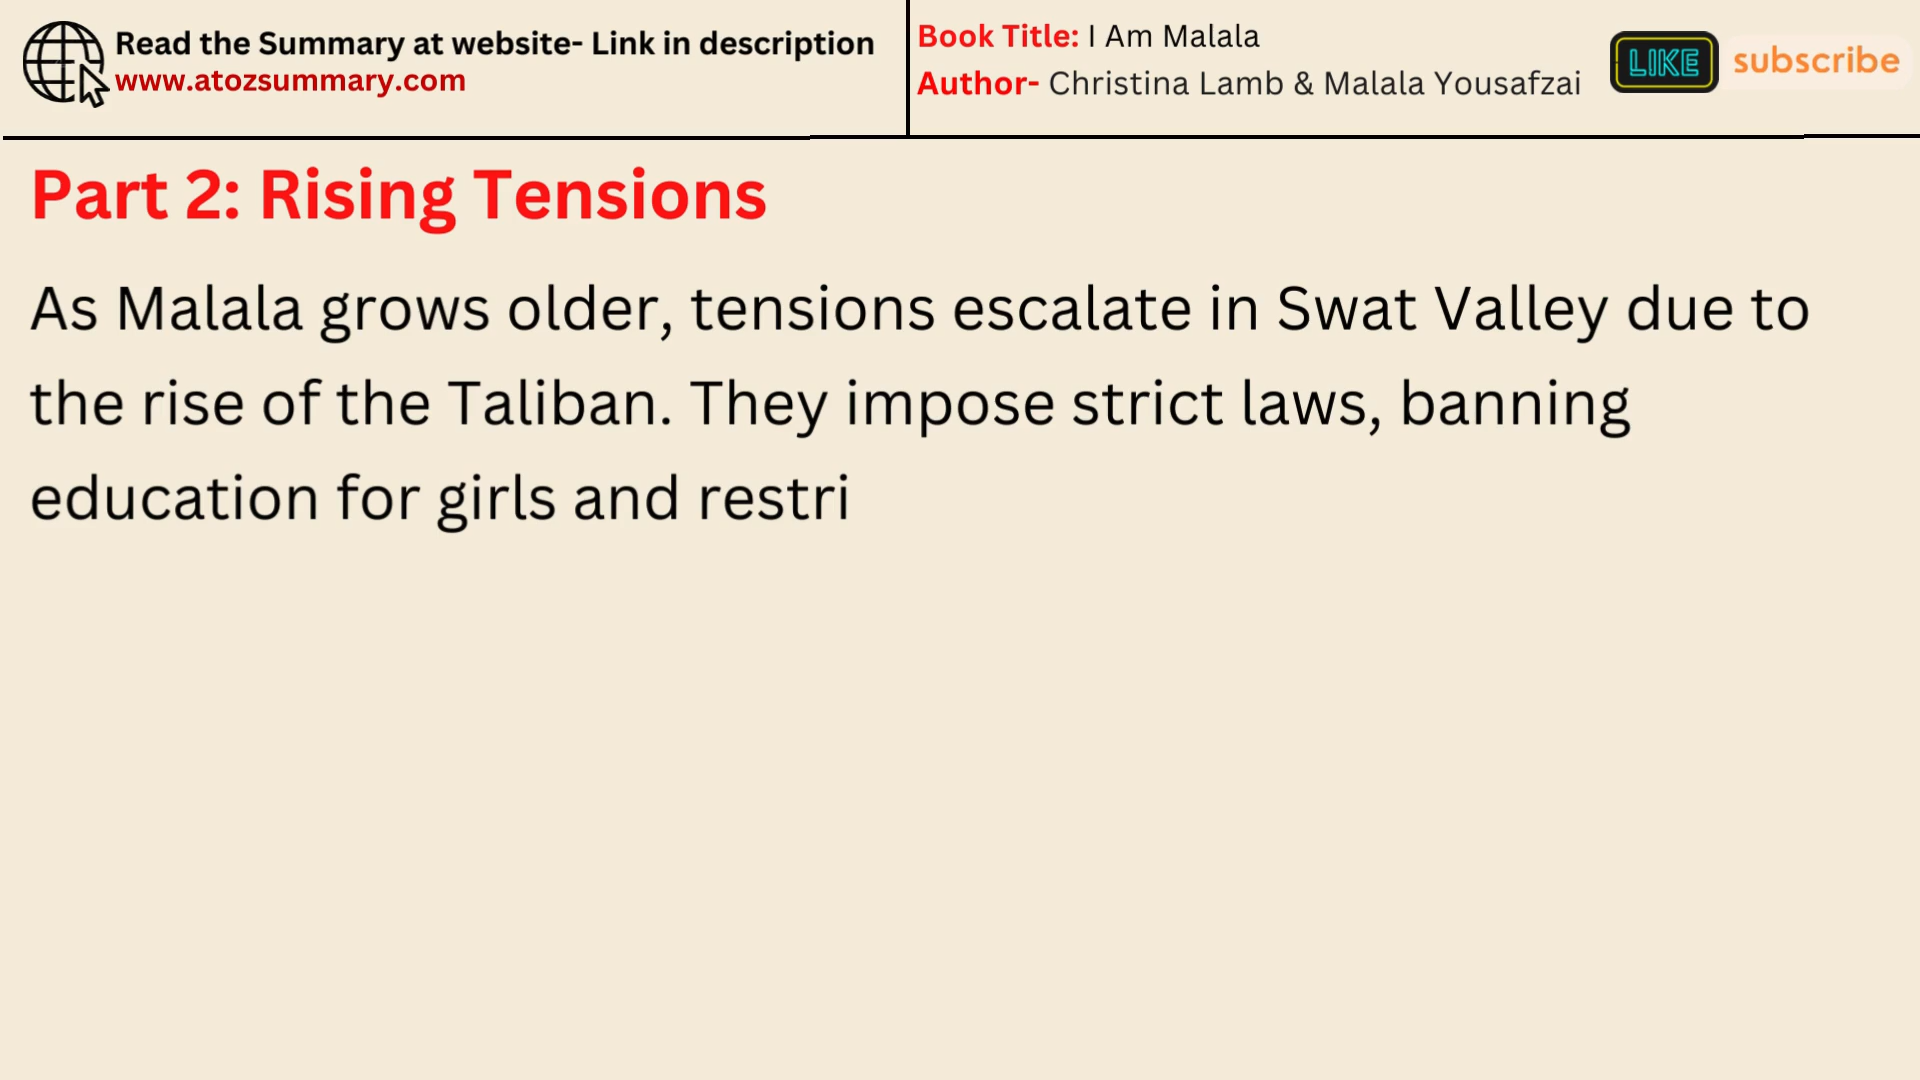 Read the Summary at website- Link in description
www.atozsummary.com
Book Title: I Am Malala
Author- Christina Lamb & Malala Yousafzai
LIKE
subscribe
Part 2: Rising Tensions
As Malala grows older, tensions escalate in Swat Valley due to
the rise of the Taliban. They impose strict laws, banning
education for girls and restri